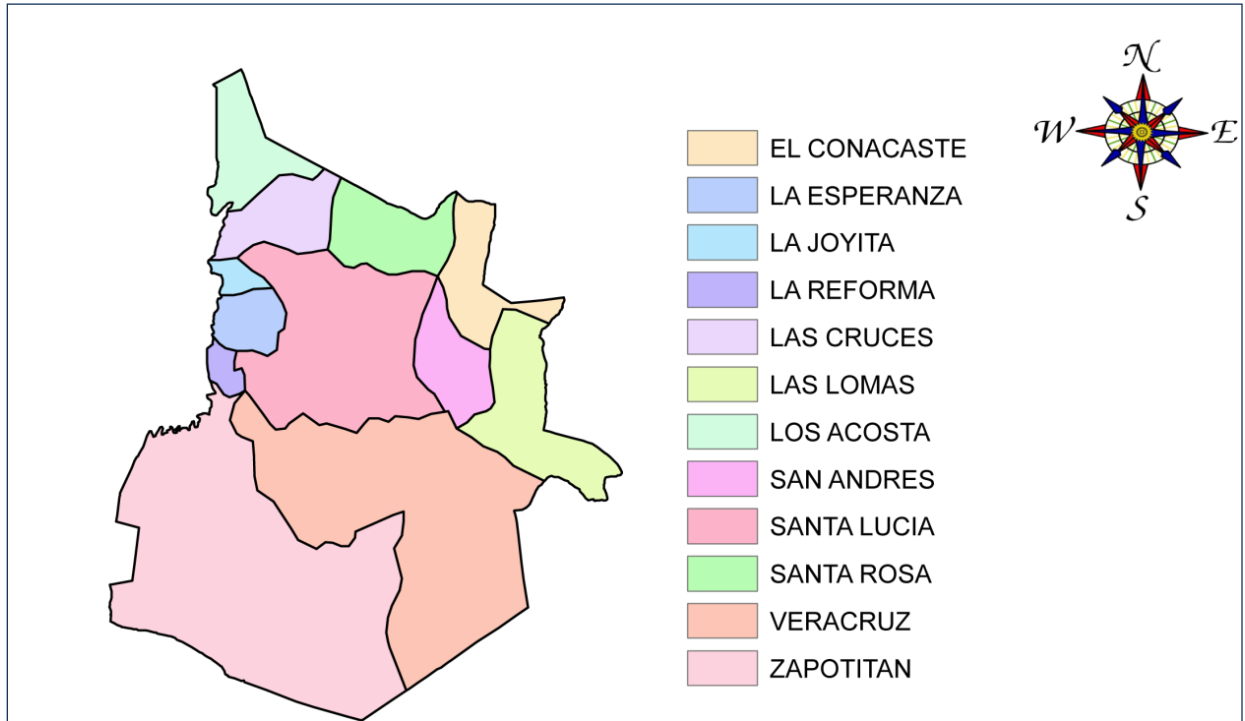 N
W
E
S
EL CONACASTE
LA ESPERANZA
LA JOYITA
LA REFORMA
LAS CRUCES
LAS LOMAS
LOS ACOSTA
SAN ANDRES
SANTA LUCIA
SANTA ROSA
VERACRUZ
ZAPOTITAN